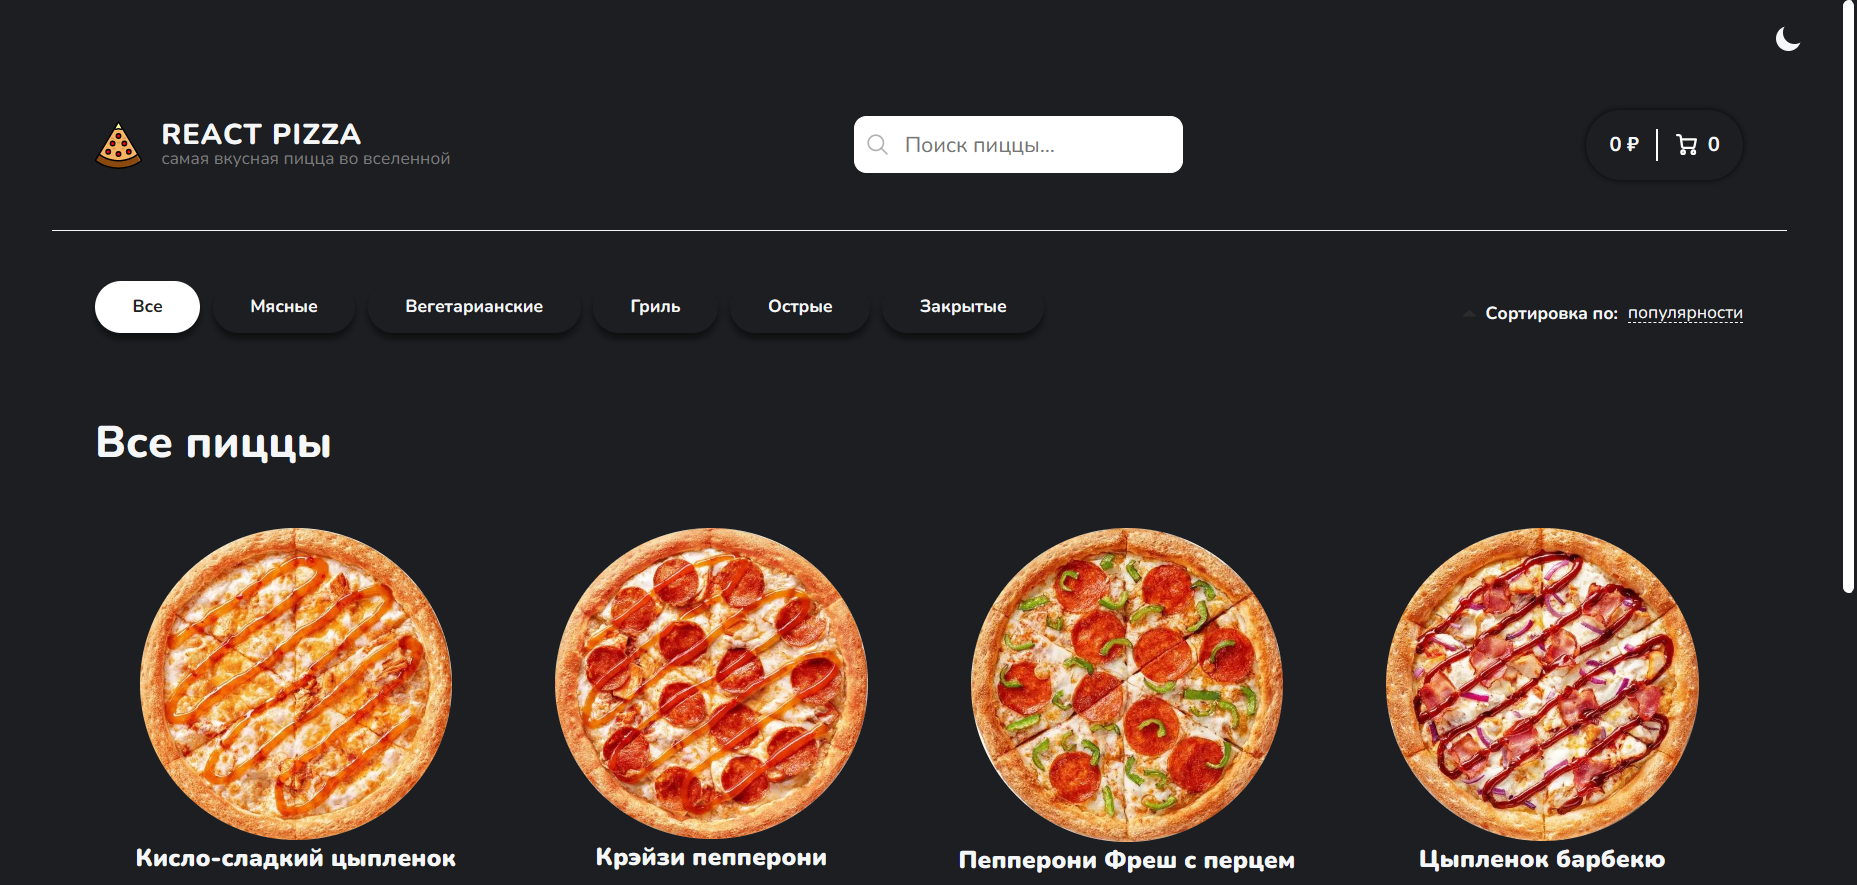 REACT PIZZA
самая вкусная пицца во вселенной
Поиск пиццы...
0 ₽
0
Все
Мясные
Вегетарианские
Гриль
Острые
Закрытые
Сортировка по: популярности
Все пиццы
Кисло-сладкий цыпленок
Крэйзи пепперони
Пепперони Фреш с перцем
Цыпленок барбекю